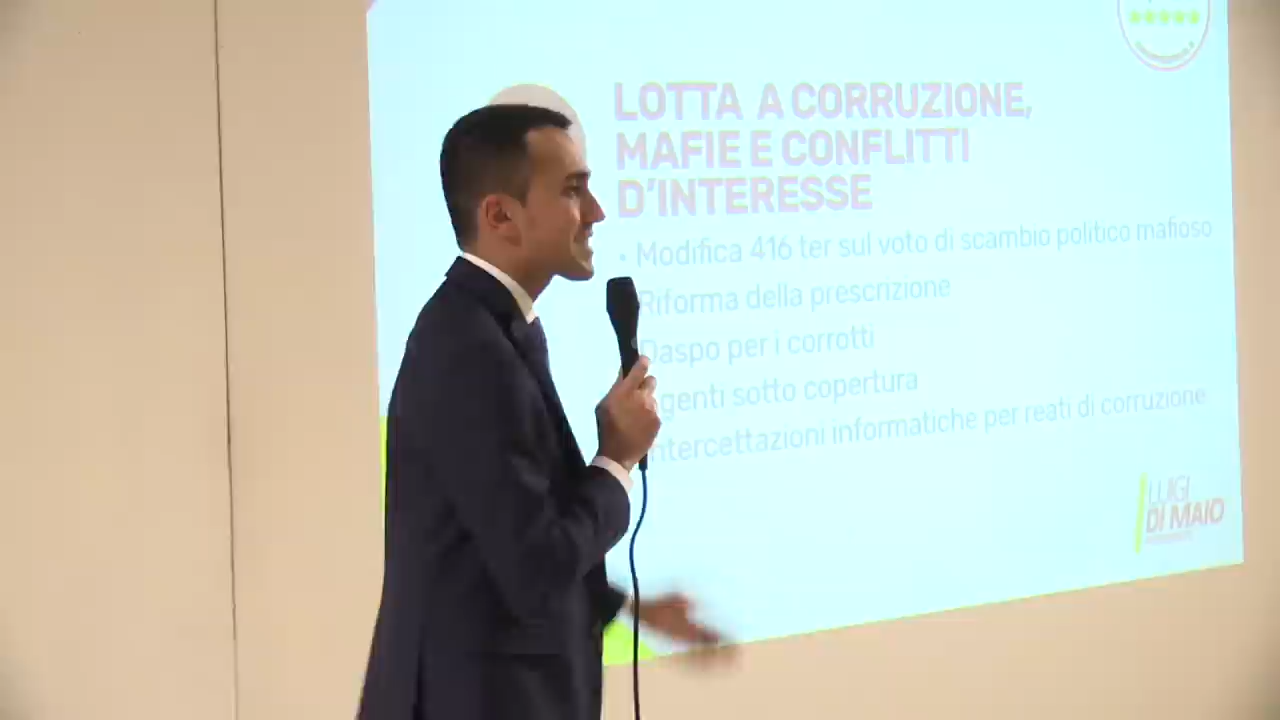 LOTTA A CORRUZIONE,
MAFIE E CONFLITTI
D'INTERESSE
• Modifica 416 ter sul voto di scambio politico mafioso
Riforma della prescrizione
Daspo per i corrotti
genti sotto copertura
ntercettazioni informatiche per reati di corruzione
LUIGI
DI MAIO